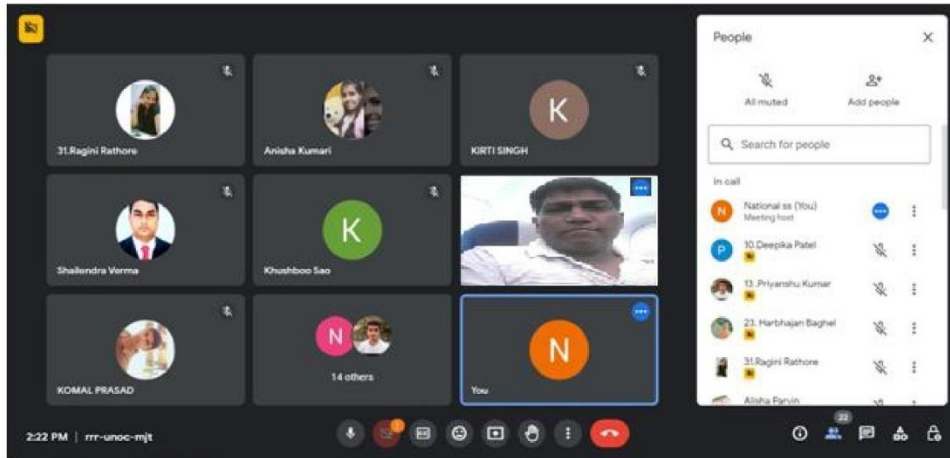 31.Ragini Rathore
Anisha Kumari
K
KIRTI SINGH
Shailendra Verma
K
Khushboo Sao
KOMAL PRASAD
N
14 others
N
You
2:22 PM | rrr-unoc-mjt
22
People
All muted
Add people
Search for people
In call
N
National ss (You)
Meeting host
P
10.Deepika Patel
13 .Priyanshu Kumar
23. Harbhajan Baghel
31.Ragini Rathore
Alisha Parvin